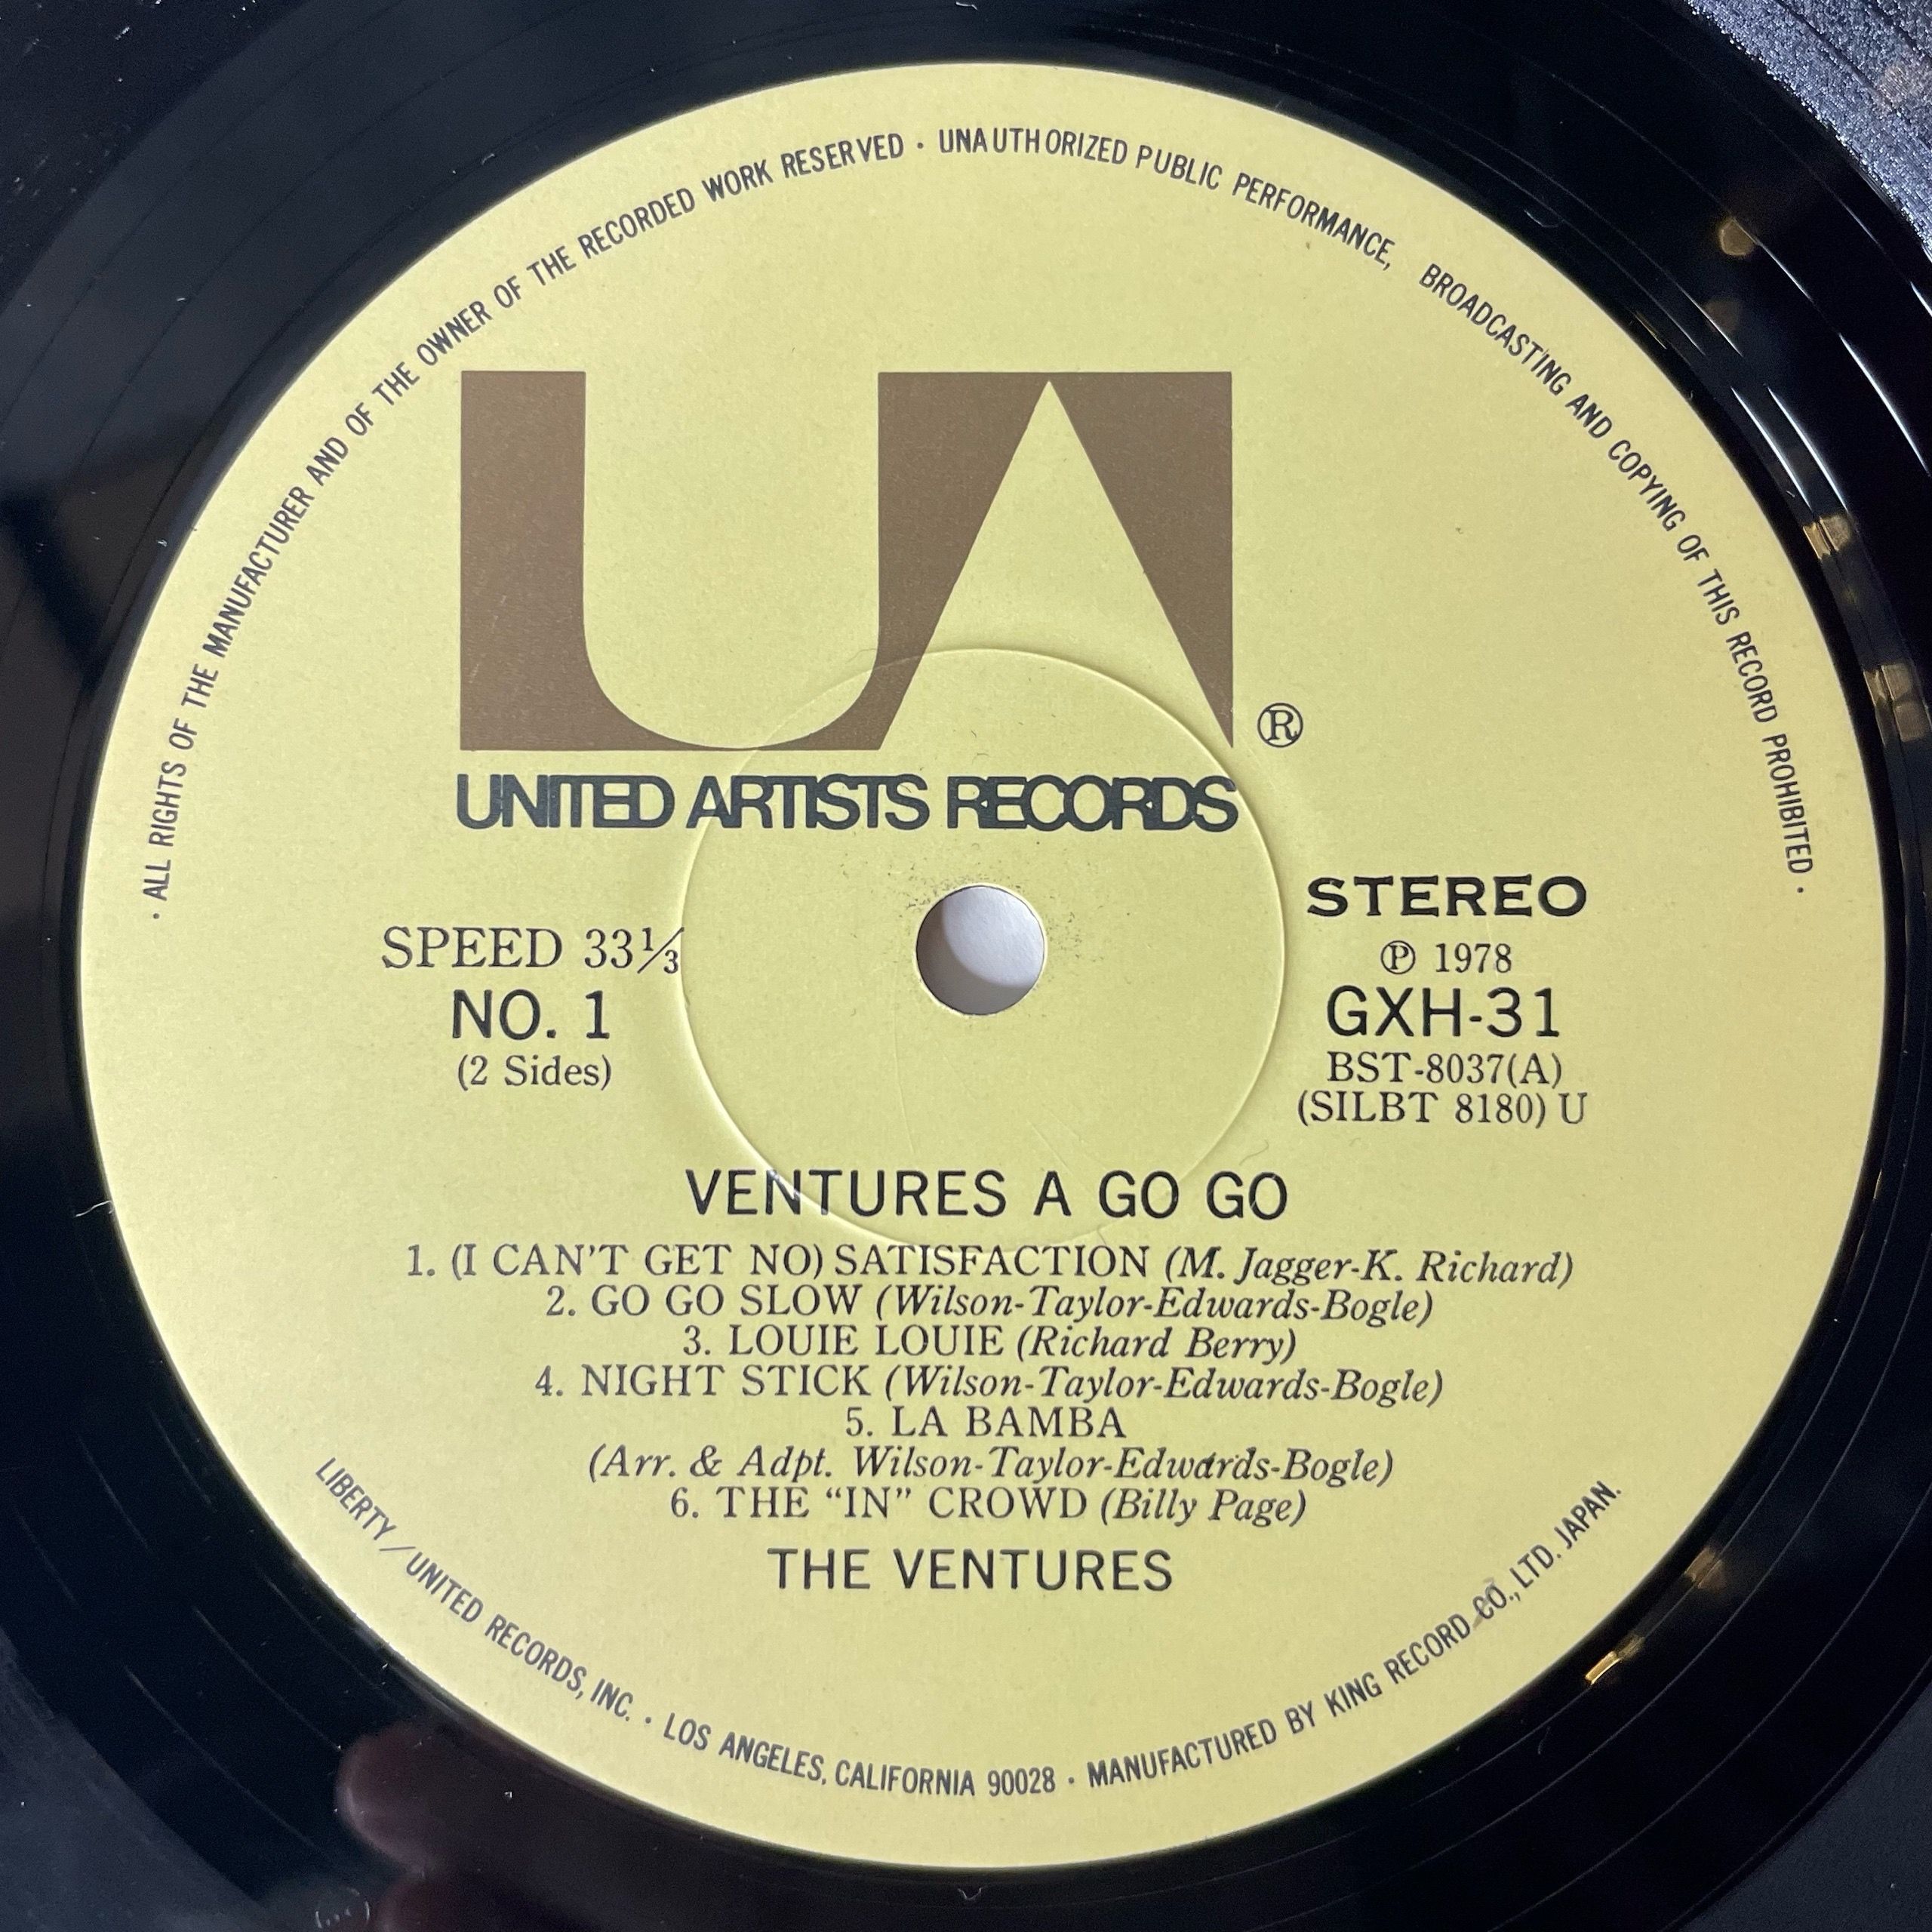 · ALL RIGHTS OF THE MANUFACTURER AND OF THE OWNER OF THE RECORDED WORK RESERVED · UNAUTHORIZED PUBLIC PERFORMANCE, BROADCASTING AND COPYING OF THIS RECORD PROHIBITED ·
UA ®
UNITED ARTISTS RECORDS
SPEED 33⅓
NO. 1
(2 Sides)
STEREO
℗ 1978
GXH-31
BST-8037(A)
(SILBT 8180) U
VENTURES A GO GO
1. (I CAN'T GET NO) SATISFACTION (M. Jagger-K. Richard)
2. GO GO SLOW (Wilson-Taylor-Edwards-Bogle)
3. LOUIE LOUIE (Richard Berry)
4. NIGHT STICK (Wilson-Taylor-Edwards-Bogle)
5. LA BAMBA
(Arr. & Adpt. Wilson-Taylor-Edwards-Bogle)
6. THE “IN” CROWD (Billy Page)
THE VENTURES
LIBERTY/UNITED RECORDS, INC. · LOS ANGELES, CALIFORNIA 90028 · MANUFACTURED BY KING RECORD CO., LTD. JAPAN.